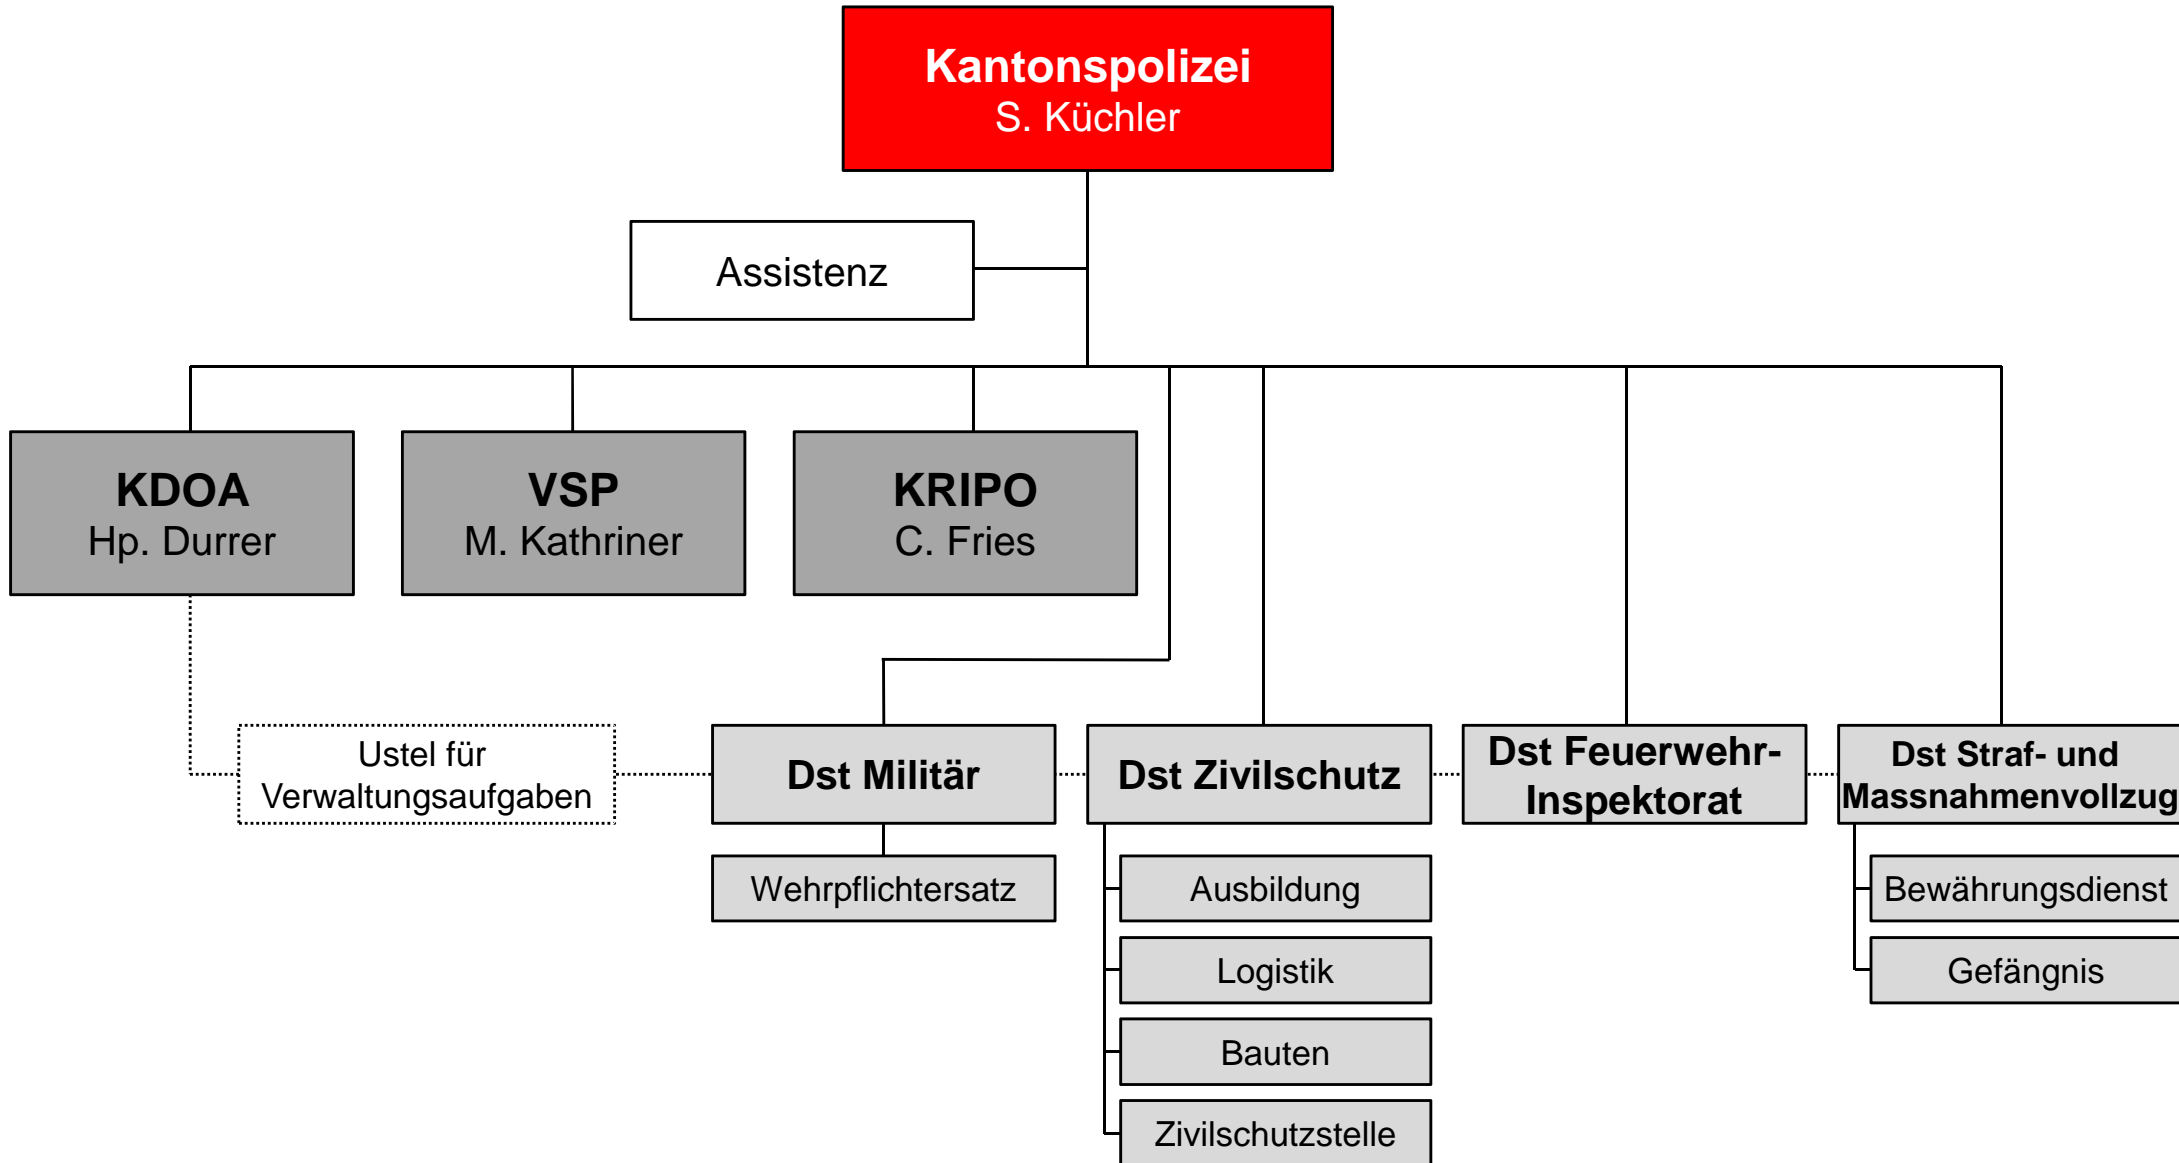 Kantonspolizei
S. Küchler
Assistenz
KDOA
Hp. Durrer
VSP
M. Kathriner
KRIPO
C. Fries
Ustel für
Verwaltungsaufgaben
Dst Militär
Dst Zivilschutz
Dst Feuerwehr-
Inspektorat
Dst Straf- und
Massnahmenvollzug
Wehrpflichtersatz
Ausbildung
Logistik
Bauten
Zivilschutzstelle
Bewährungsdienst
Gefängnis